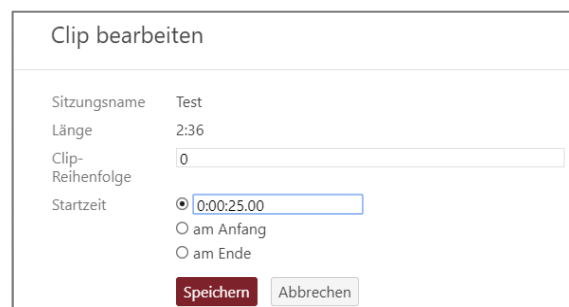 Clip bearbeiten
Sitzungsname Test
Länge 2:36
Clip-
Reihenfolge 0
Startzeit 0:00:25.00
am Anfang
am Ende
Speichern Abbrechen